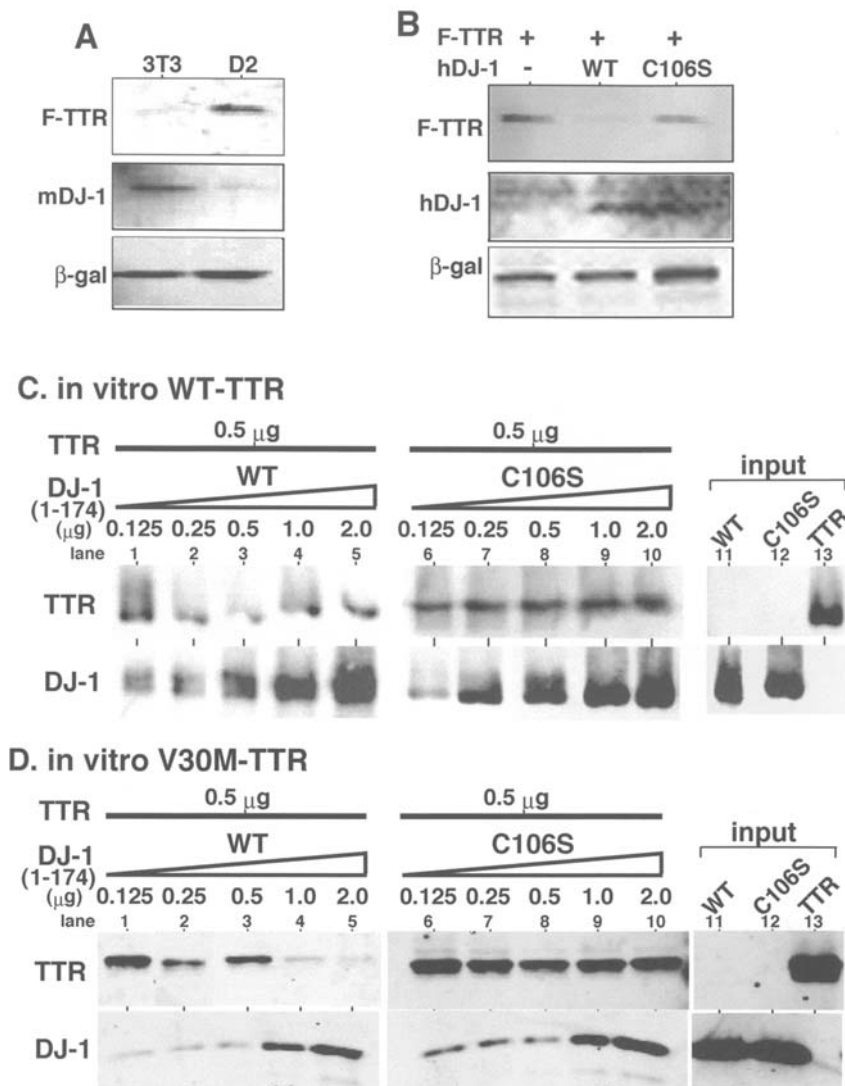 A
3T3 D2
F-TTR
mDJ-1
β-gal
B
F-TTR + + +
hDJ-1 - WT C106S
F-TTR
hDJ-1
β-gal
C. in vitro WT-TTR
TTR 0.5 μg 0.5 μg
DJ-1 WT C106S input
(1-174)
(μg) 0.125 0.25 0.5 1.0 2.0 0.125 0.25 0.5 1.0 2.0 WT C106S TTR
lane 1 2 3 4 5 6 7 8 9 10 11 12 13
TTR
DJ-1
D. in vitro V30M-TTR
TTR 0.5 μg 0.5 μg
DJ-1 WT C106S input
(1-174)
(μg) 0.125 0.25 0.5 1.0 2.0 0.125 0.25 0.5 1.0 2.0 WT C106S TTR
lane 1 2 3 4 5 6 7 8 9 10 11 12 13
TTR
DJ-1